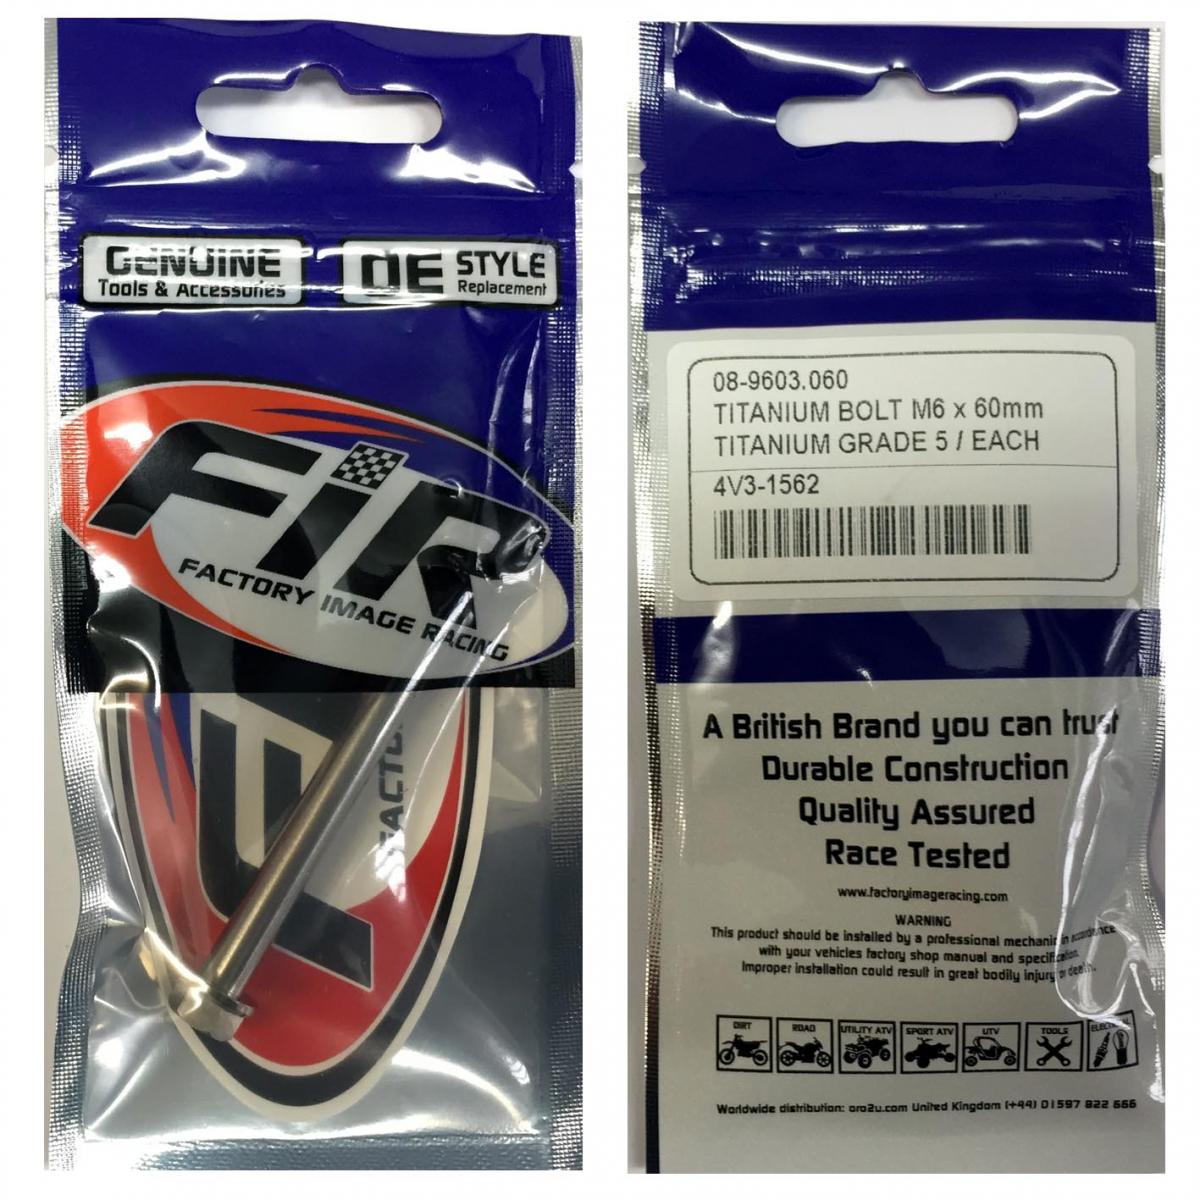 GENUINE
Tools & Accessories
OE STYLE
Replacement
FiR
FACTORY IMAGE RACING
FACTO
08-9603.060
TITANIUM BOLT M6 x 60mm
TITANIUM GRADE 5 / EACH
4V3-1562
A British Brand you can trust
Durable Construction
Quality Assured
Race Tested
www.factoryimageracing.com
WARNING
This product should be installed by a professional mechanic in accordance
with your vehicles factory shop manual and specification.
Improper installation could result in great bodily injury or death.
DIRT ROAD UTILITY ATV SPORT ATV UTV TOOLS ELECTRICAL
Worldwide distribution: oro2u.com United Kingdom (+44) 01597 822 666